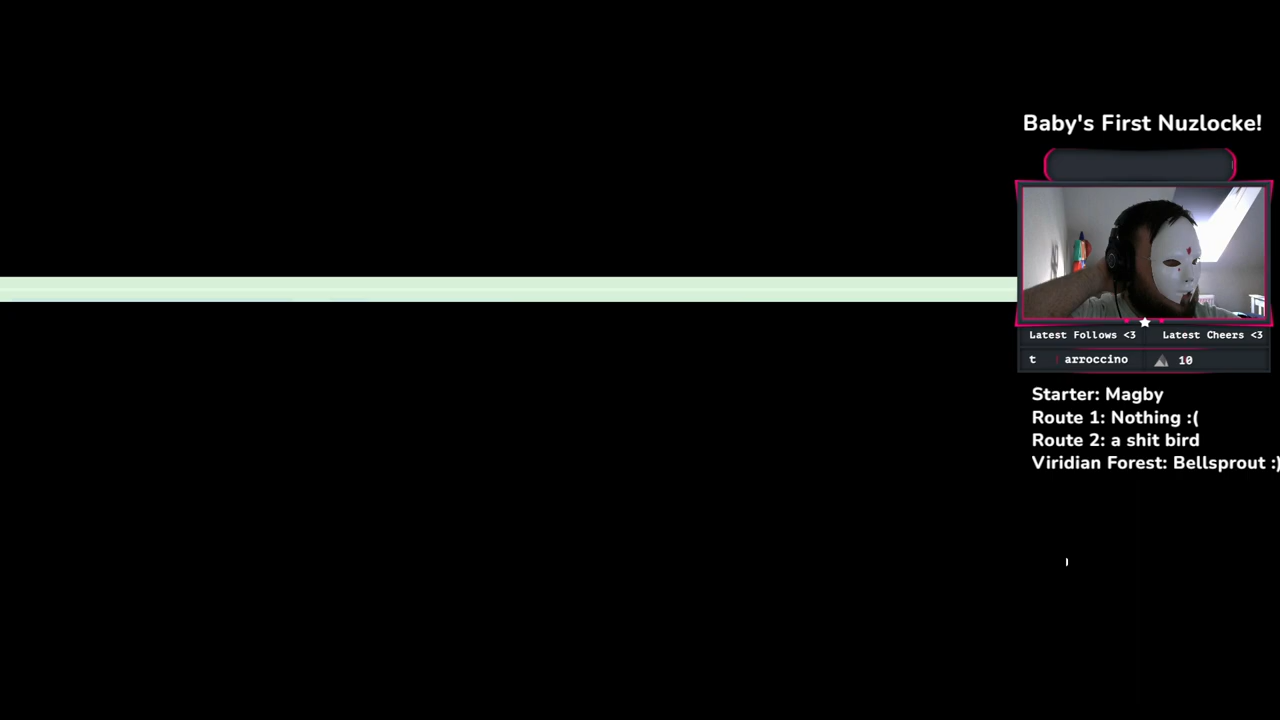 Baby's First Nuzlocke!
Latest Follows <3
Latest Cheers <3
t arroccino
10
Starter: Magby
Route 1: Nothing :(
Route 2: a shit bird
Viridian Forest: Bellsprout :)